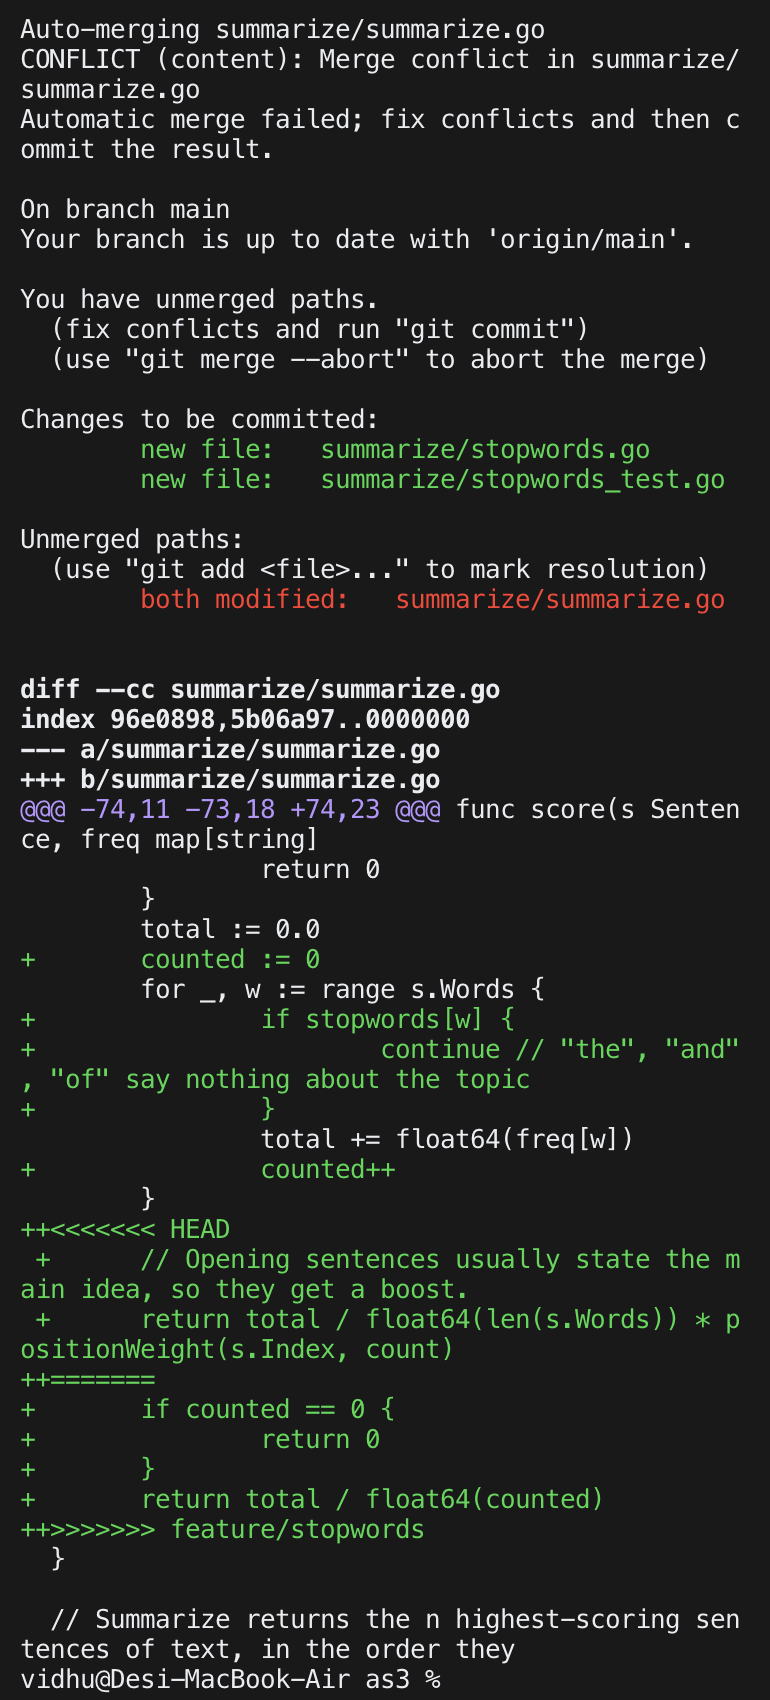 Auto-merging summarize/summarize.go
CONFLICT (content): Merge conflict in summarize/
summarize.go
Automatic merge failed; fix conflicts and then c
ommit the result.

On branch main
Your branch is up to date with 'origin/main'.

You have unmerged paths.
  (fix conflicts and run "git commit")
  (use "git merge --abort" to abort the merge)

Changes to be committed:
        new file:   summarize/stopwords.go
        new file:   summarize/stopwords_test.go

Unmerged paths:
  (use "git add <file>..." to mark resolution)
        both modified:   summarize/summarize.go


diff --cc summarize/summarize.go
index 96e0898,5b06a97..0000000
--- a/summarize/summarize.go
+++ b/summarize/summarize.go
@@@ -74,11 -73,18 +74,23 @@@ func score(s Senten
ce, freq map[string]
                return 0
        }
        total := 0.0
+       counted := 0
        for _, w := range s.Words {
+               if stopwords[w] {
+                       continue // "the", "and"
, "of" say nothing about the topic
+               }
                total += float64(freq[w])
+               counted++
        }
++<<<<<<< HEAD
 +      // Opening sentences usually state the m
ain idea, so they get a boost.
 +      return total / float64(len(s.Words)) * p
ositionWeight(s.Index, count)
++=======
+       if counted == 0 {
+               return 0
+       }
+       return total / float64(counted)
++>>>>>>> feature/stopwords
  }

  // Summarize returns the n highest-scoring sen
tences of text, in the order they
vidhu@Desi-MacBook-Air as3 %